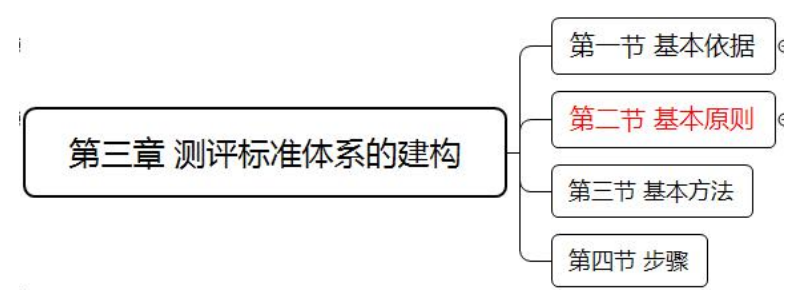 第三章 测评标准体系的建构
第一节 基本依据
第二节 基本原则
第三节 基本方法
第四节 步骤